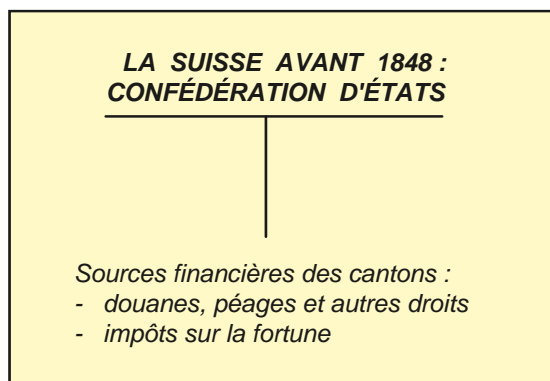 LA SUISSE AVANT 1848 :
CONFÉDÉRATION D'ÉTATS
Sources financières des cantons :
- douanes, péages et autres droits
- impôts sur la fortune